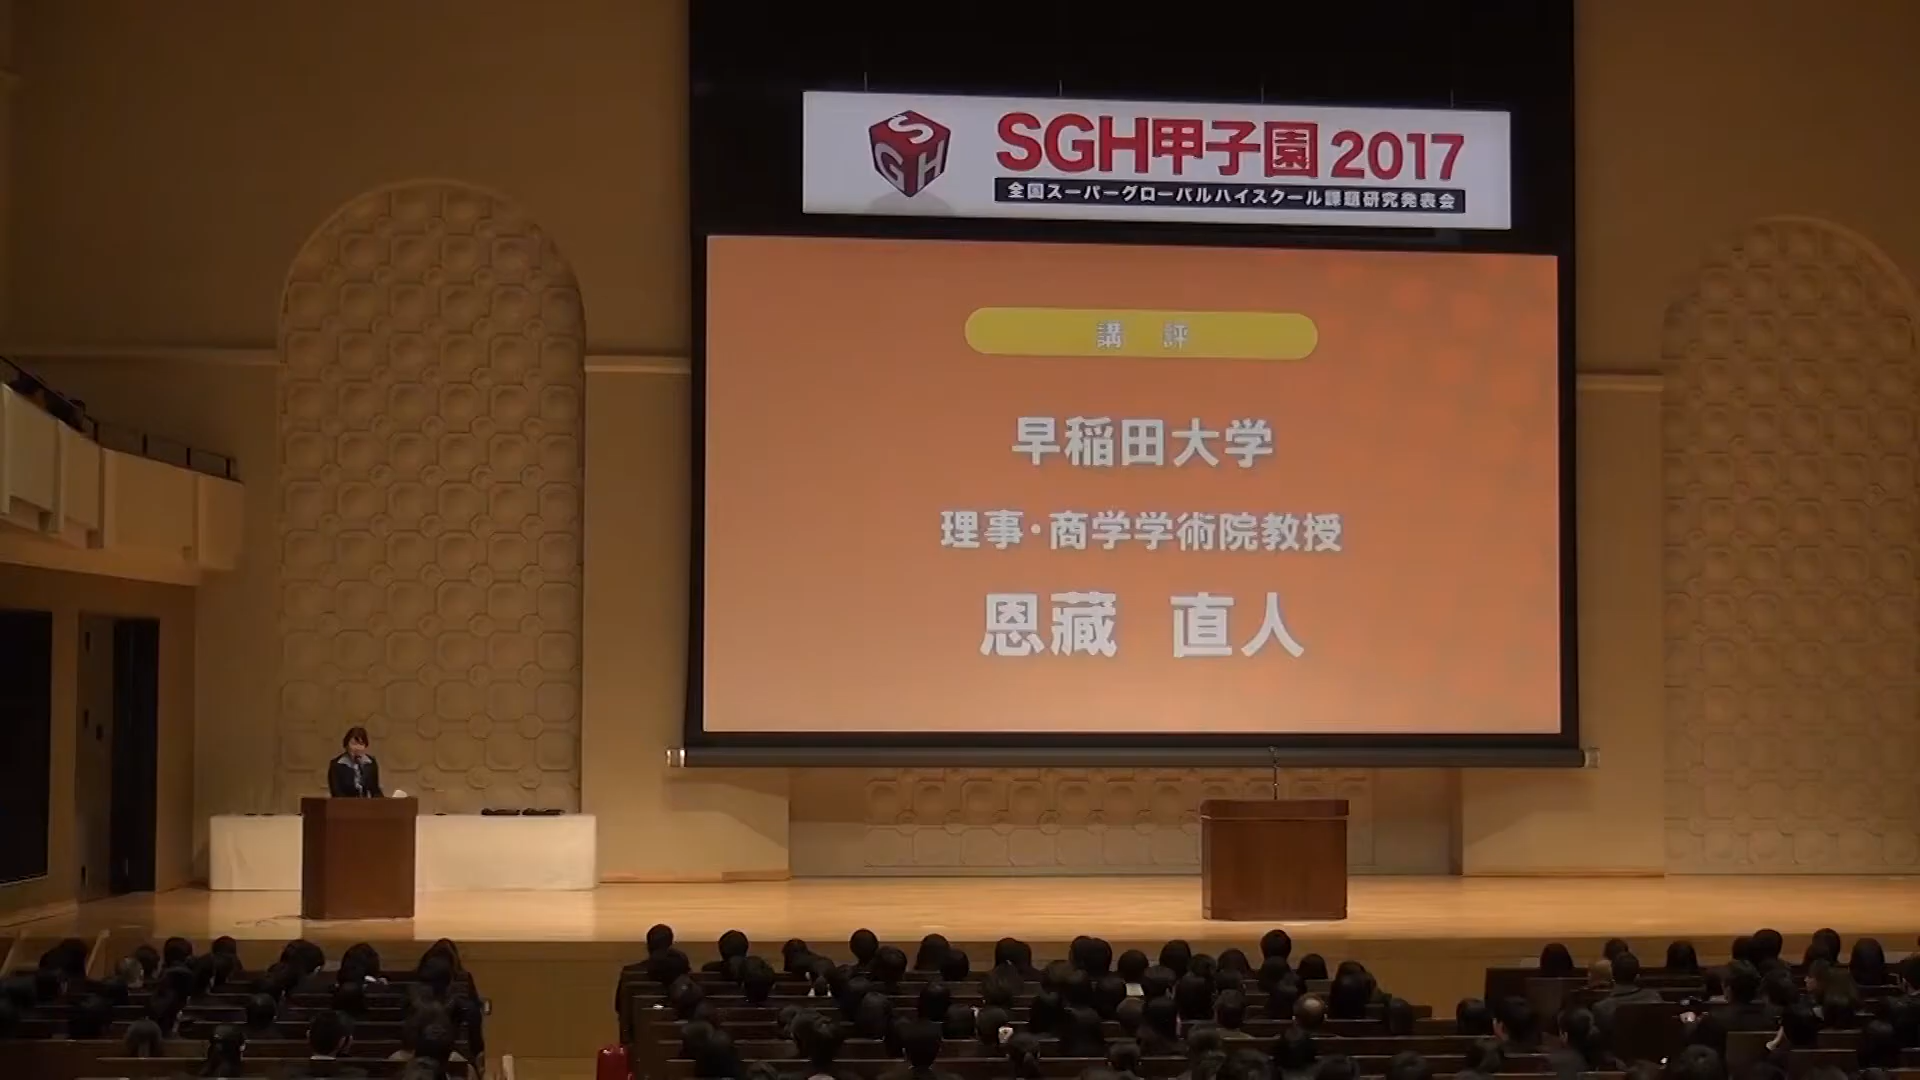 SGH
SGH甲子園2017
全国スーパーグローバルハイスクール課題研究発表会
講 評
早稲田大学
理事・商学学術院教授
恩藏 直人